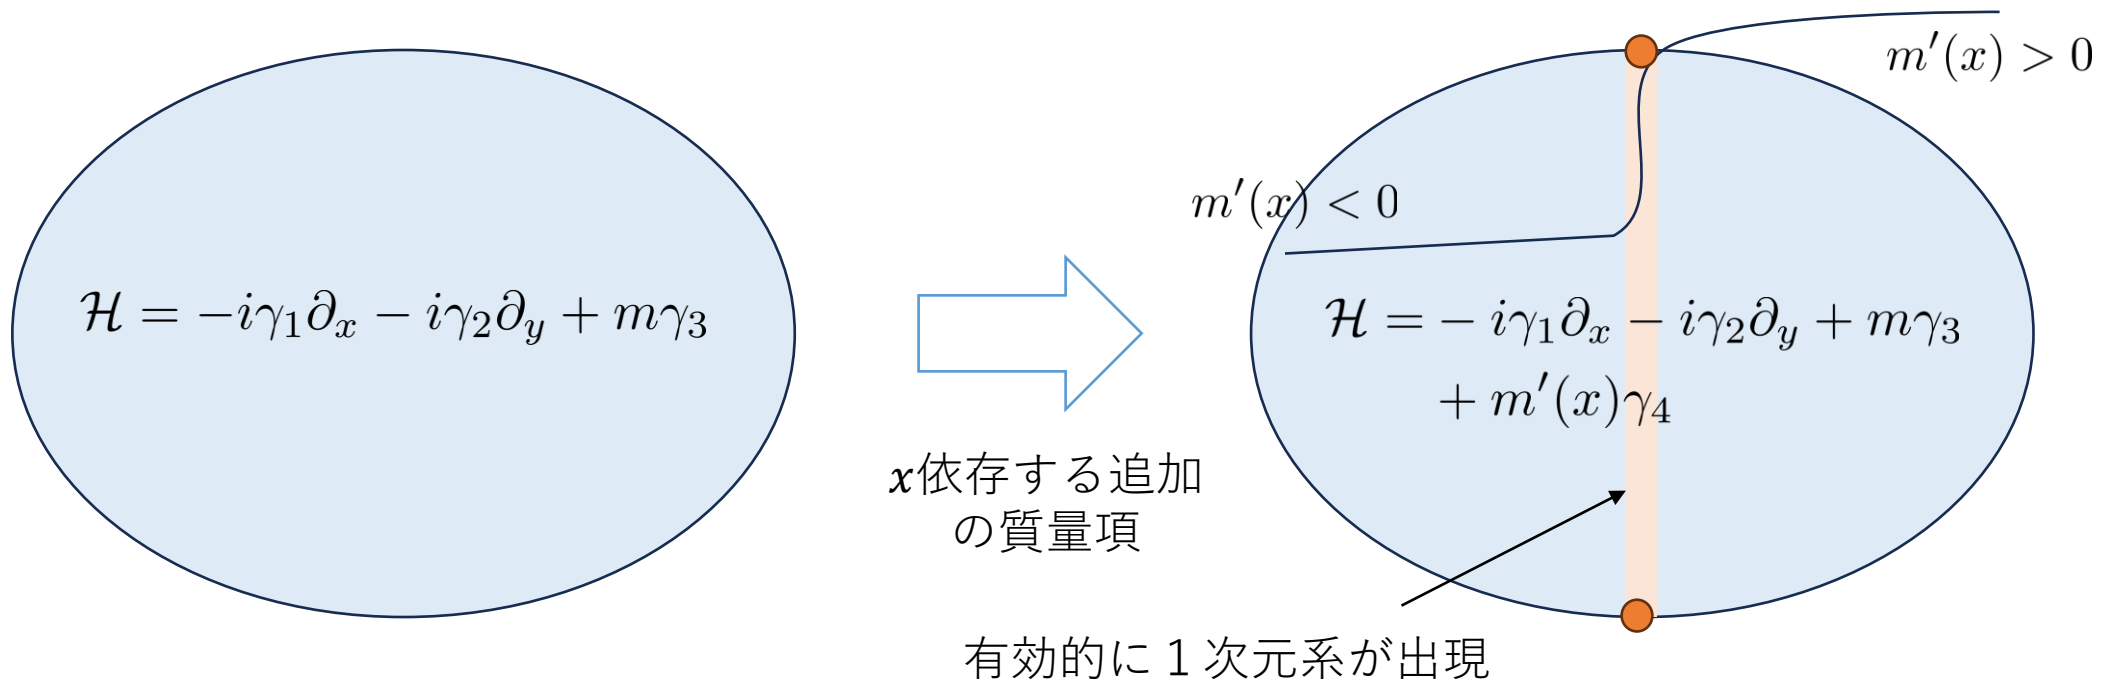 m′(x) > 0
m′(x) < 0
ℋ = −iγ₁∂ₓ − iγ₂∂ᵧ + mγ₃
ℋ = − iγ₁∂ₓ − iγ₂∂ᵧ + mγ₃
+ m′(x)γ₄
x依存する追加
の質量項
有効的に１次元系が出現